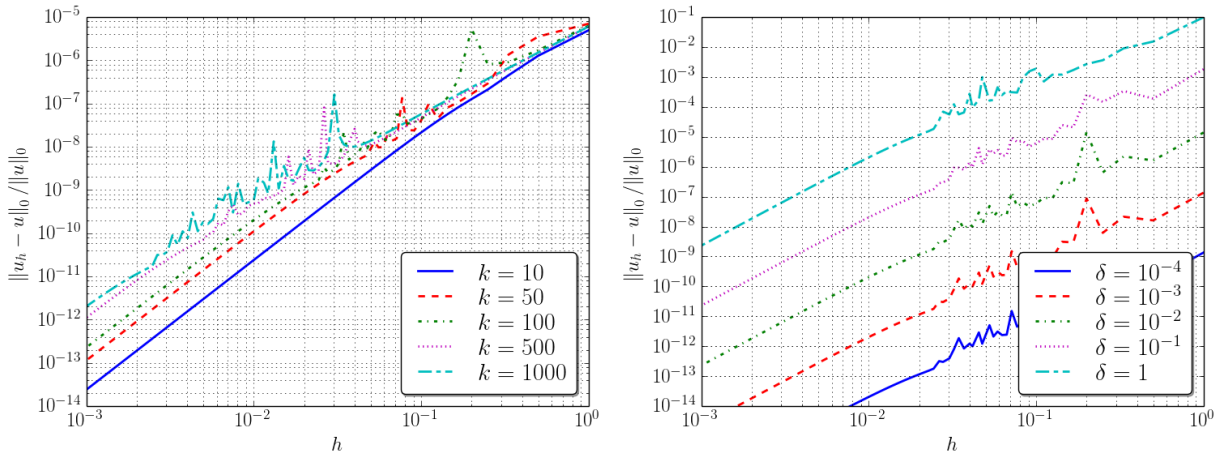 10^{-5}
10^{-6}
10^{-7}
10^{-8}
10^{-9}
10^{-10}
10^{-11}
10^{-12}
10^{-13}
10^{-14}
‖u_h − u‖_0/‖u‖_0
10^{-3} 10^{-2} 10^{-1} 10^{0}
h
k = 10
k = 50
k = 100
k = 500
k = 1000
10^{-1}
10^{-2}
10^{-3}
10^{-4}
10^{-5}
10^{-6}
10^{-7}
10^{-8}
10^{-9}
10^{-10}
10^{-11}
10^{-12}
10^{-13}
10^{-14}
‖u_h − u‖_0/‖u‖_0
10^{-3} 10^{-2} 10^{-1} 10^{0}
h
δ = 10^{-4}
δ = 10^{-3}
δ = 10^{-2}
δ = 10^{-1}
δ = 1